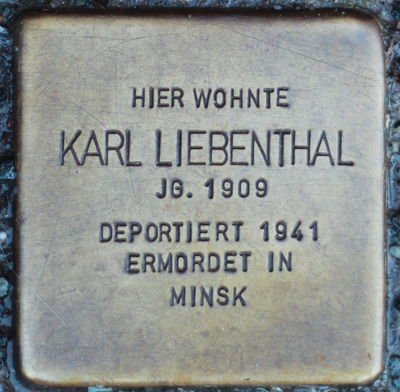 HIER WOHNTE
KARL LIEBENTHAL
JG. 1909
DEPORTIERT 1941
ERMORDET IN
MINSK